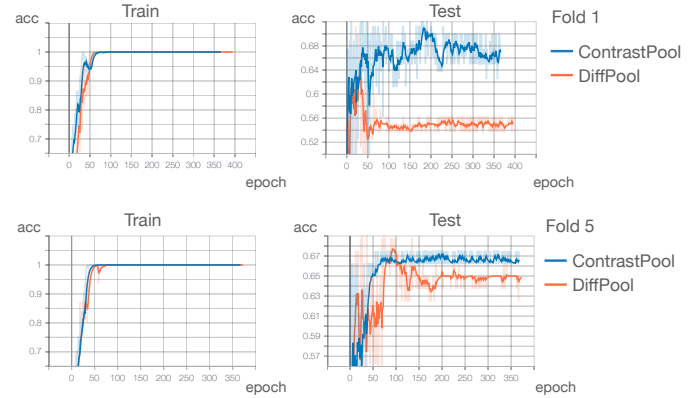 Train
Test
Fold 1
acc
acc
1
0.9
0.8
0.7
0.68
0.64
0.6
0.56
0.52
ContrastPool
DiffPool
0 50 100 150 200 250 300 350 400
0 50 100 150 200 250 300 350 400
epoch
epoch
Train
Test
Fold 5
acc
acc
1
0.9
0.8
0.7
0.67
0.65
0.63
0.61
0.59
0.57
ContrastPool
DiffPool
0 50 100 150 200 250 300 350
0 50 100 150 200 250 300 350
epoch
epoch